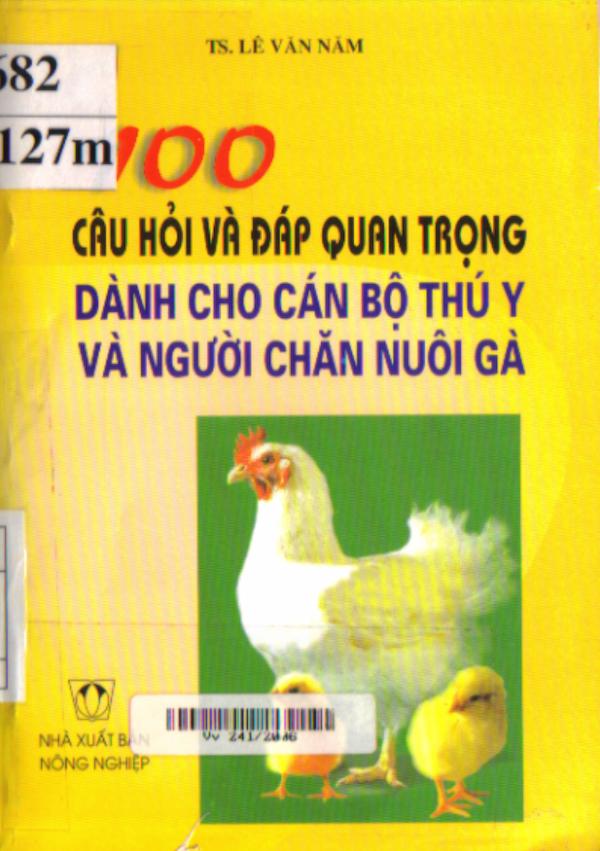 TS. LÊ VĂN NĂM
682
127m
100
CÂU HỎI VÀ ĐÁP QUAN TRỌNG
DÀNH CHO CÁN BỘ THÚ Y
VÀ NGƯỜI CHĂN NUÔI GÀ
NHÀ XUẤT BẢN
NÔNG NGHIỆP
Vv 241/2006